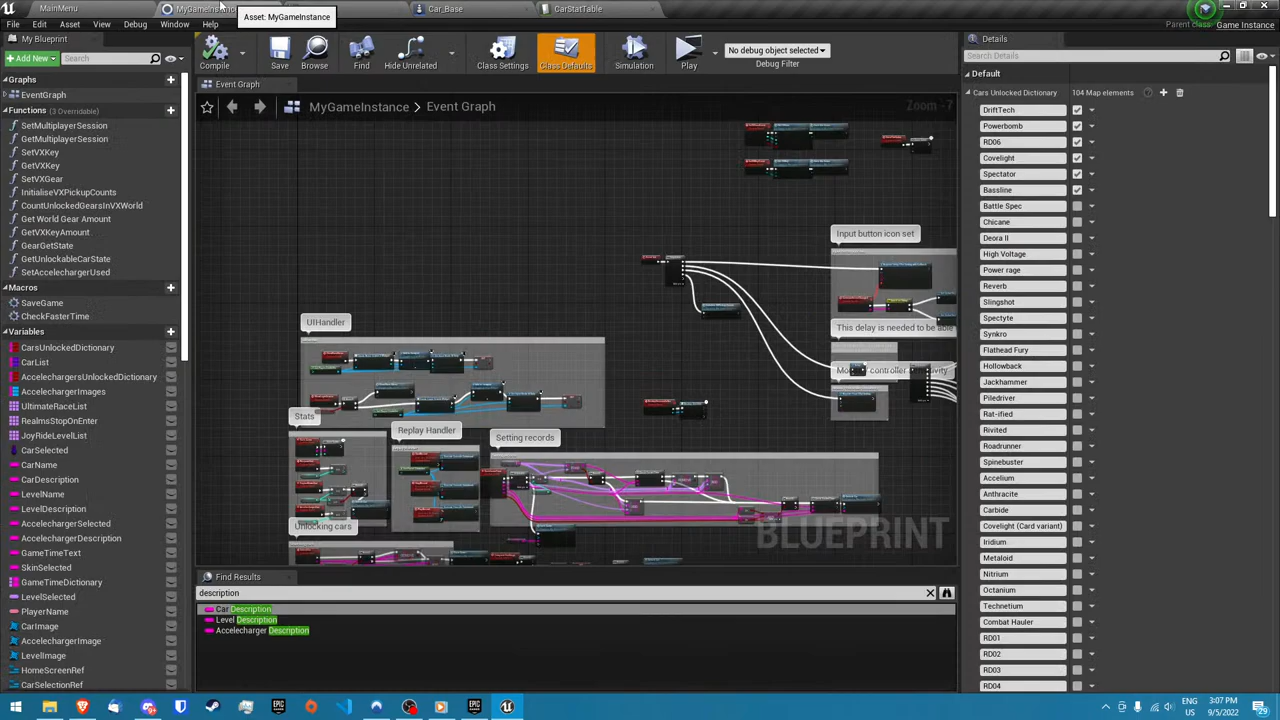 MainMenu
MyGameInstanc
Car_Base
CarStatTable
Asset: MyGameInstance
File Edit Asset View Debug Window Help
Parent class: Game Instance
My Blueprint
Add New
Search
Compile
Save
Browse
Find
Hide Unrelated
Class Settings
Class Defaults
Simulation
Play
No debug object selected
Debug Filter
Event Graph
MyGameInstance > Event Graph
Zoom -7
Graphs
EventGraph
Functions (3 Overridable)
SetMultiplayerSession
GetMultiplayerSession
SetVXKey
GetVXKey
SetVXGear
InitialiseVXPickupCounts
CountUnlockedGearsInVXWorld
Get World Gear Amount
GetVXKeyAmount
GearGetState
GetUnlockableCarState
SetAccelechargerUsed
Macros
SaveGame
CheckFasterTime
Variables
CarsUnlockedDictionary
CarList
AccelechargersUnlockedDictionary
AccelechargerImages
UltimateRaceList
RealmsStopOnEnter
JoyRideLevelList
CarSelected
CarName
CarDescription
LevelName
LevelDescription
AccelechargerSelected
AccelechargerDescription
GameTimeText
SkinSelected
GameTimeDictionary
LevelSelected
PlayerName
CarImage
AccelechargerImage
LevelImage
HomeScreenRef
CarSelectionRef
Input button icon set
This delay is needed to be able
UIHandler
Stats
Replay Handler
Setting records
Unlocking cars
BLUEPRINT
Find Results
description
Car Description
Level Description
Accelecharger Description
Details
Search Details
Default
Cars Unlocked Dictionary 104 Map elements
DriftTech
Powerbomb
RD06
Covelight
Spectator
Bassline
Battle Spec
Chicane
Deora II
High Voltage
Power rage
Reverb
Slingshot
Spectyte
Synkro
Flathead Fury
Hollowback
Jackhammer
Piledriver
Rat-ified
Rivited
Roadrunner
Spinebuster
Accelium
Anthracite
Carbide
Covelight (Card variant)
Iridium
Metaloid
Nitrium
Octanium
Technetium
Combat Hauler
RD01
RD02
RD03
RD04
ENG
US
3:07 PM
9/5/2022
29